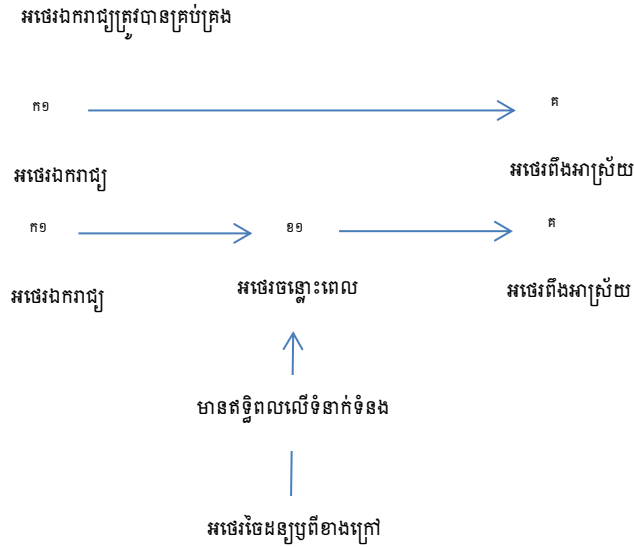 អថេរឯករាជ្យត្រូវបានគ្រប់គ្រង
ក១ គ
អថេរឯករាជ្យ អថេរពឹងអាស្រ័យ
ក១ ខ១ គ
អថេរឯករាជ្យ អថេរចន្លោះពេល អថេរពឹងអាស្រ័យ
មានឥទ្ធិពលលើទំនាក់ទំនង
អថេរចៃដន្យឬពីខាងក្រៅ